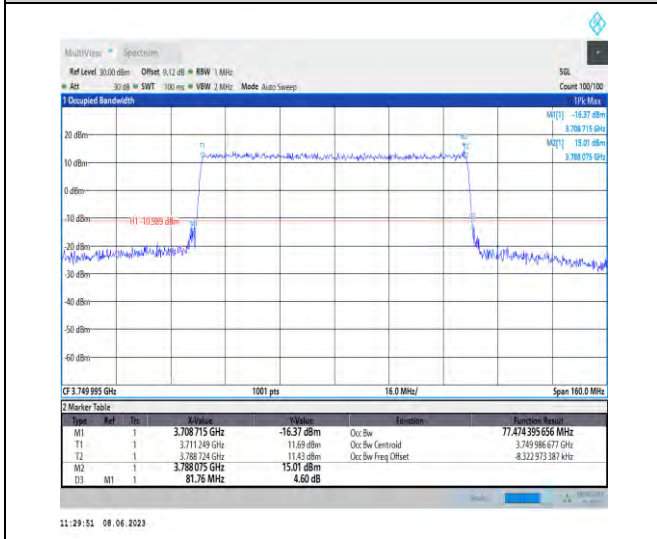 MultiView Spectrum
Ref Level 30.00 dBm Offset 9.12 dB RBW 1 MHz SGL
Att 30 dB SWT 100 ms VBW 2 MHz Mode Auto Sweep Count 100/100
1 Occupied Bandwidth 1Pk Max
M1[1] -16.37 dBm
3.708 715 GHz
M2[1] 15.01 dBm
3.788 075 GHz
20 dBm
T1
M2
10 dBm
0 dBm
-10 dBm
H1 -10.989 dBm
-20 dBm
-30 dBm
-40 dBm
-50 dBm
-60 dBm
CF 3.749 995 GHz 1001 pts 16.0 MHz/ Span 160.0 MHz
2 Marker Table
Type Ref Trc X-Value Y-Value Function Function Result
M1 1 3.708 715 GHz -16.37 dBm Occ Bw 77.474 395 656 MHz
T1 1 3.711 249 GHz 11.69 dBm Occ Bw Centroid 3.749 986 677 GHz
T2 1 3.788 724 GHz 11.43 dBm Occ Bw Freq Offset -8.322 973 387 kHz
M2 1 3.788 075 GHz 15.01 dBm
D3 M1 1 81.76 MHz 4.60 dB
11:29:51 08.06.2023